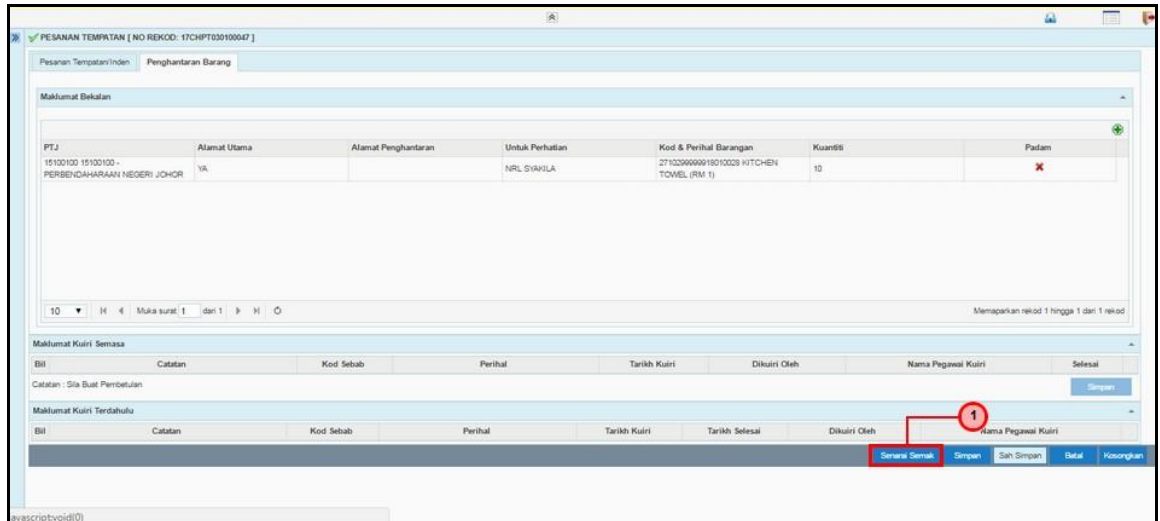 PESANAN TEMPATAN [ NO REKOD: 17CHPT030100047 ]
Pesanan Tempatan/Inden Penghantaran Barang
Maklumat Bekalan
PTJ Alamat Utama Alamat Penghantaran Untuk Perhatian Kod & Perihal Barangan Kuantiti Padam
15100100 15100100 - PERBENDAHARAAN NEGERI JOHOR YA NRL SYAKILA 2710299999918010028 KITCHEN TOWEL (RM 1) 10
10 Muka surat 1 dari 1 Memaparkan rekod 1 hingga 1 dari 1 rekod
Maklumat Kuiri Semasa
Bil Catatan Kod Sebab Perihal Tarikh Kuiri Dikuiri Oleh Nama Pegawai Kuiri Selesai
Catatan : Sila Buat Pembetulan Simpan
Maklumat Kuiri Terdahulu
1
Bil Catatan Kod Sebab Perihal Tarikh Kuiri Tarikh Selesai Dikuiri Oleh Nama Pegawai Kuiri
Senarai Semak Simpan Sah Simpan Batal Kosongkan
avascript:void(0)